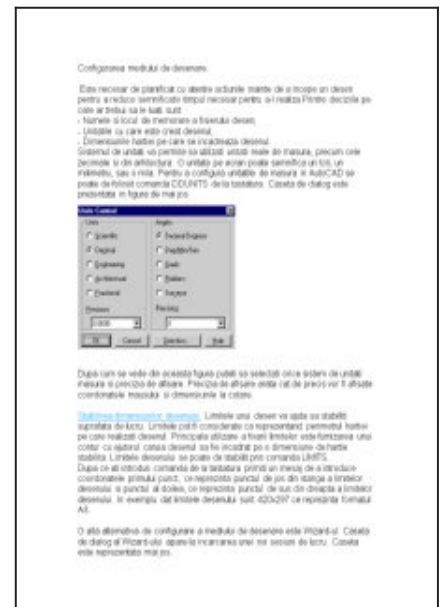 Configurarea mediului de desenare.
Este necesar de planificat cu atentie actiunile inainte de a incepe un desen
pentru a reduce semnificativ timpul necesar pentru a-l realiza. Printre deciziile pe
care ar trebui sa le luati sunt:
- Numele si locul de memorare a fisierului desen;
- Unitatile cu care este creat desenul;
- Dimensiunile hartiei pe care se incadreaza desenul.
Sistemul de unitati va permite sa utilizati unitati reale de masura, precum cele
zecimale si din arhitectura. O unitate pe ecran poate semnifica un tol, un
milimetru, sau o mila. Pentru a configura unitatile de masura in AutoCAD se
poate de folosit comanda DDUNITS de la tastatura. Caseta de dialog este
prezentata in figura de mai jos.
Units Control
Units Angles
Scientific Decimal Degrees
Decimal Deg/Min/Sec
Engineering Grads
Architectural Radians
Fractional Surveyor
Precision: Precision:
0.0000 0
OK Cancel Direction... Help
Dupa cum se vede din aceasta figura puteti sa selectati orice sistem de unitati
masura si precizia de afisare. Precizia de afisare arata cat de precis vor fi afisate
coordonatele mausului si dimensiunile la cotare.
Stabilirea dimensiunilor desenului. Limitele unui desen va ajuta sa stabiliti
suprafata de lucru. Limitele pot fi considerate ca reprezentand perimetrul hartiei
pe care realizati desenul. Principala utilizare a fixarii limitelor este furnizarea unui
contur cu ajutorul caruia desenul sa fie incadrat pe o dimensiune de hartie
stabilita. Limitele desenului se poate de stabilit prin comanda LIMITS.
Dupa ce ati introdus comanda de la tastatura primiti un mesaj de a introduce
coordonatele primului punct, ce reprezinta punctul de jos din stanga a limitelor
desenului si punctul al doilea, ce reprezinta punctul de sus din dreapta a limitelor
desenului. In exemplu dat limitele desenului sunt 420x297 ce reprezinta formatul
A3.
O alta alternativa de configurare a mediului de desenare este Wizard-ul. Caseta
de dialog al Wizard-ului apare la incarcarea unei noi sesiuni de lucru. Caseta
este reprezentata mai jos.